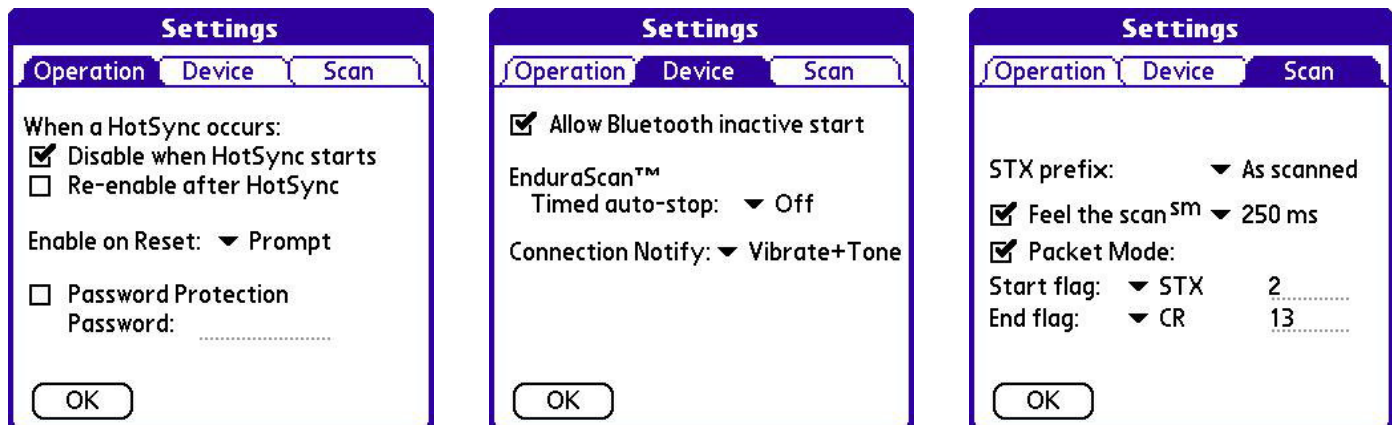 Settings
Operation Device Scan
When a HotSync occurs:
Disable when HotSync starts
Re-enable after HotSync
Enable on Reset: Prompt
Password Protection
Password:
OK
Settings
Operation Device Scan
Allow Bluetooth inactive start
EnduraScan™
Timed auto-stop: Off
Connection Notify: Vibrate+Tone
OK
Settings
Operation Device Scan
STX prefix: As scanned
Feel the scan sm 250 ms
Packet Mode:
Start flag: STX 2
End flag: CR 13
OK